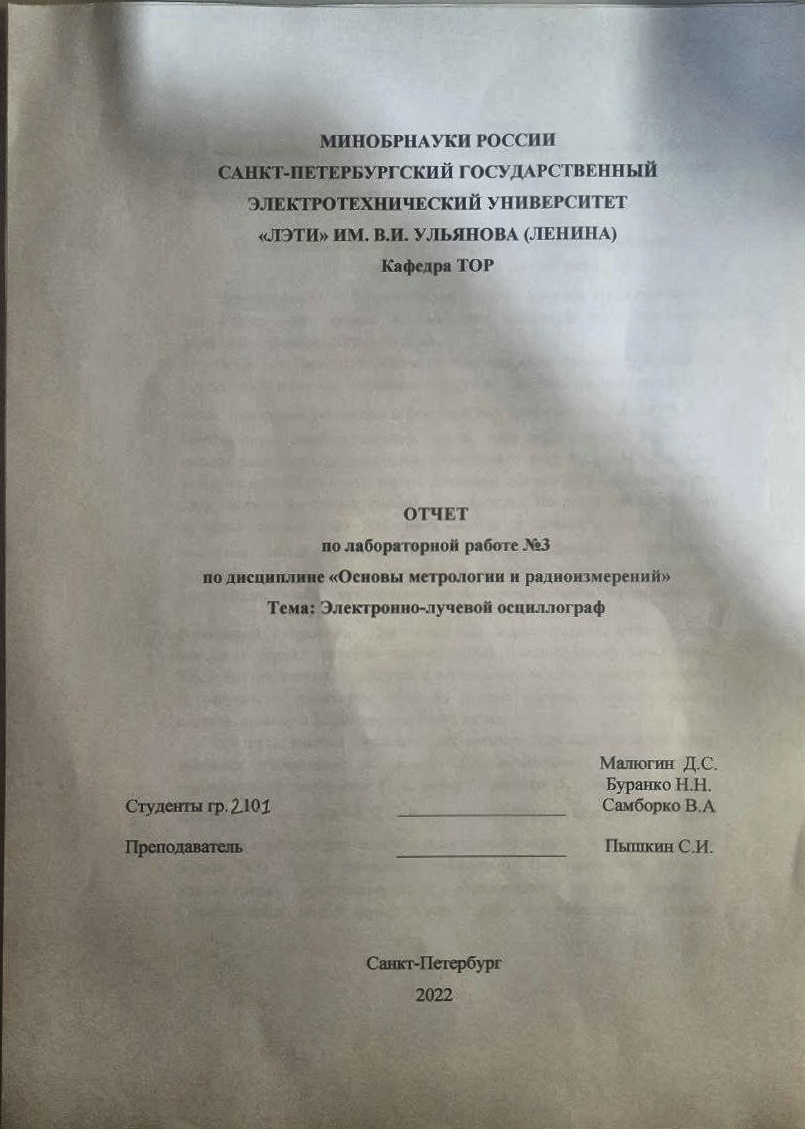 МИНОБРНАУКИ РОССИИ
САНКТ-ПЕТЕРБУРГСКИЙ ГОСУДАРСТВЕННЫЙ
ЭЛЕКТРОТЕХНИЧЕСКИЙ УНИВЕРСИТЕТ
«ЛЭТИ» ИМ. В.И. УЛЬЯНОВА (ЛЕНИНА)
Кафедра ТОР
ОТЧЕТ
по лабораторной работе №3
по дисциплине «Основы метрологии и радиоизмерений»
Тема: Электронно-лучевой осциллограф
Малюгин Д.С.
Буранко Н.Н.
Студенты гр. 2101 Самборко В.А
Преподаватель Пышкин С.И.
Санкт-Петербург
2022